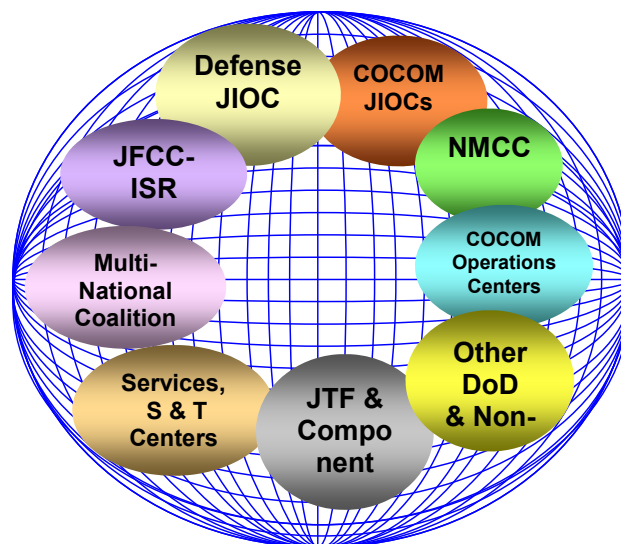 Defense
JIOC
COCOM
JIOCs
NMCC
JFCC-
ISR
COCOM
Operations
Centers
Multi-
National
Coalition
Other
DoD
& Non-
Services,
S & T
Centers
JTF &
Compo
nent